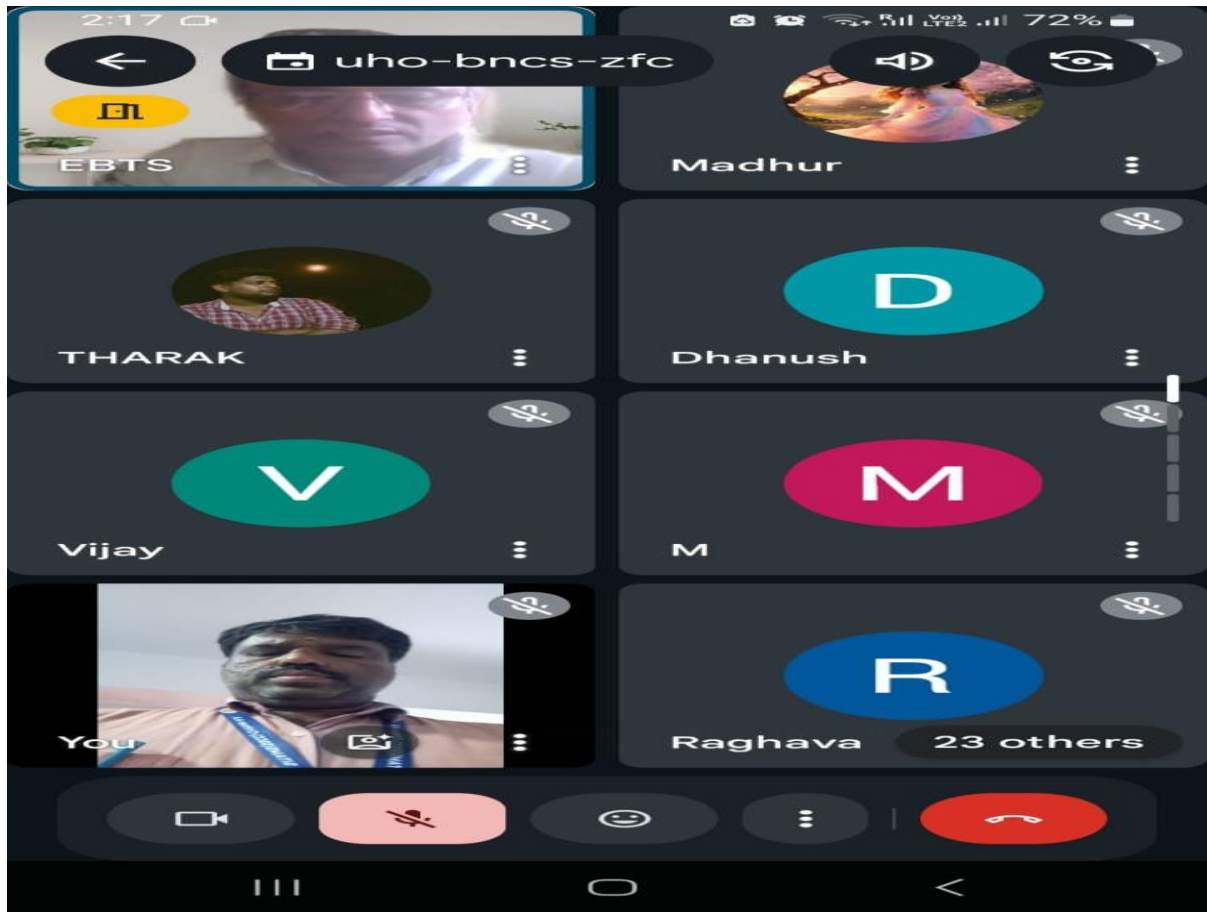 2:17 72%
uho-bncs-zfc
EBTS Madhur
D
THARAK Dhanush
V M
Vijay M
R
You Raghava 23 others